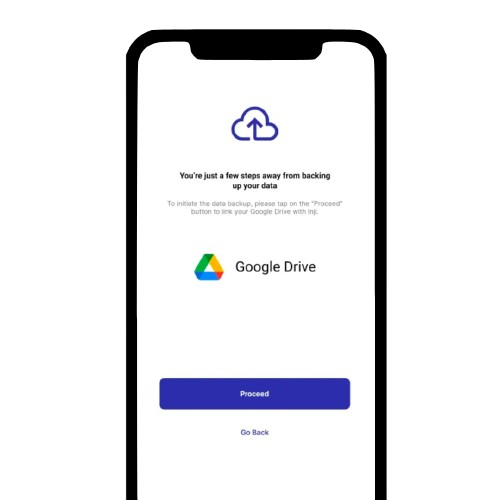 You're just a few steps away from backing
up your data
To initiate the data backup, please tap on the "Proceed"
button to link your Google Drive with Inji.
Google Drive
Proceed
Go Back